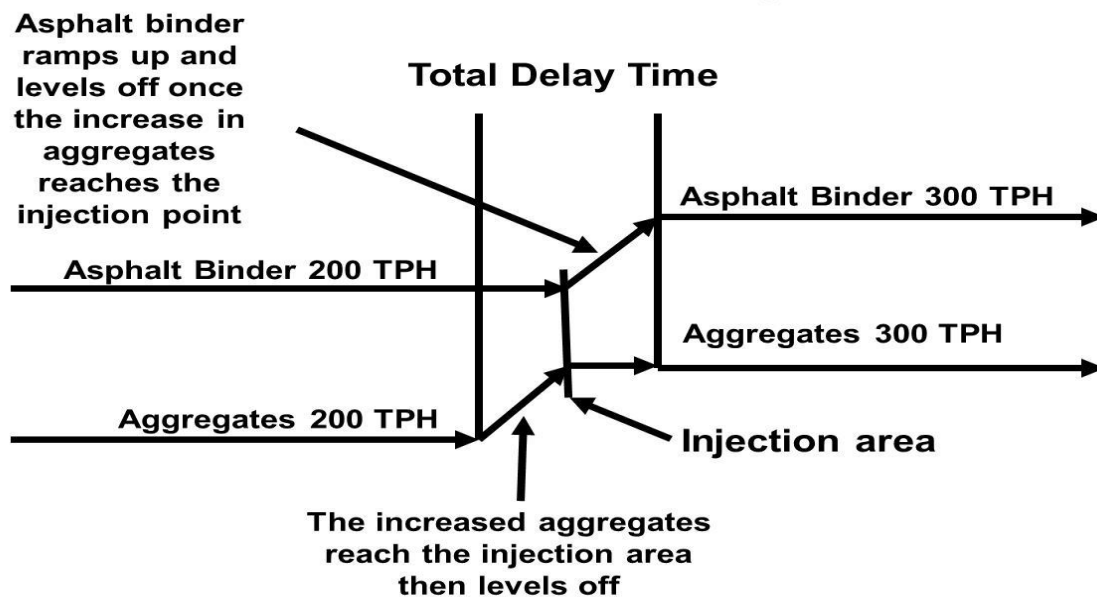 Asphalt binder
ramps up and
levels off once
the increase in
aggregates
reaches the
injection point
Total Delay Time
Asphalt Binder 300 TPH
Asphalt Binder 200 TPH
Aggregates 300 TPH
Aggregates 200 TPH
Injection area
The increased aggregates
reach the injection area
then levels off